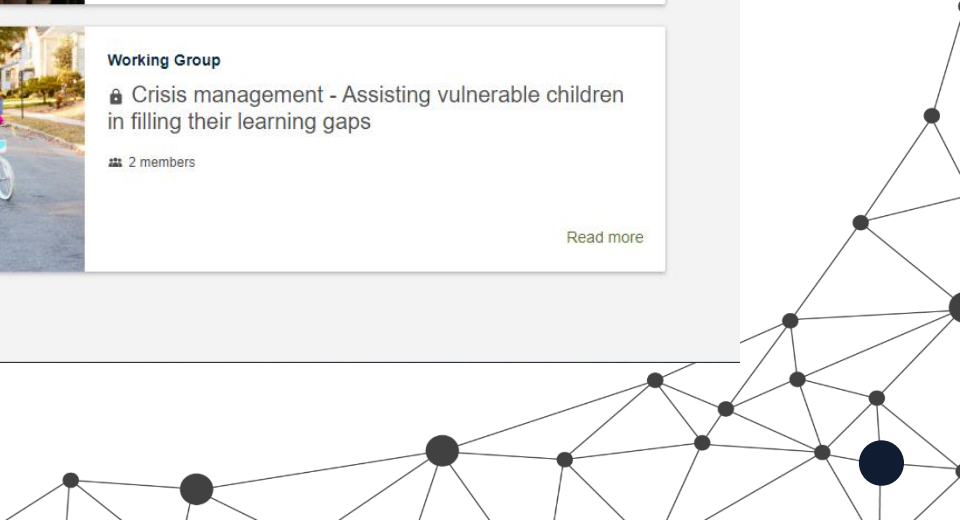 Working Group
Crisis management - Assisting vulnerable children
in filling their learning gaps
2 members
Read more